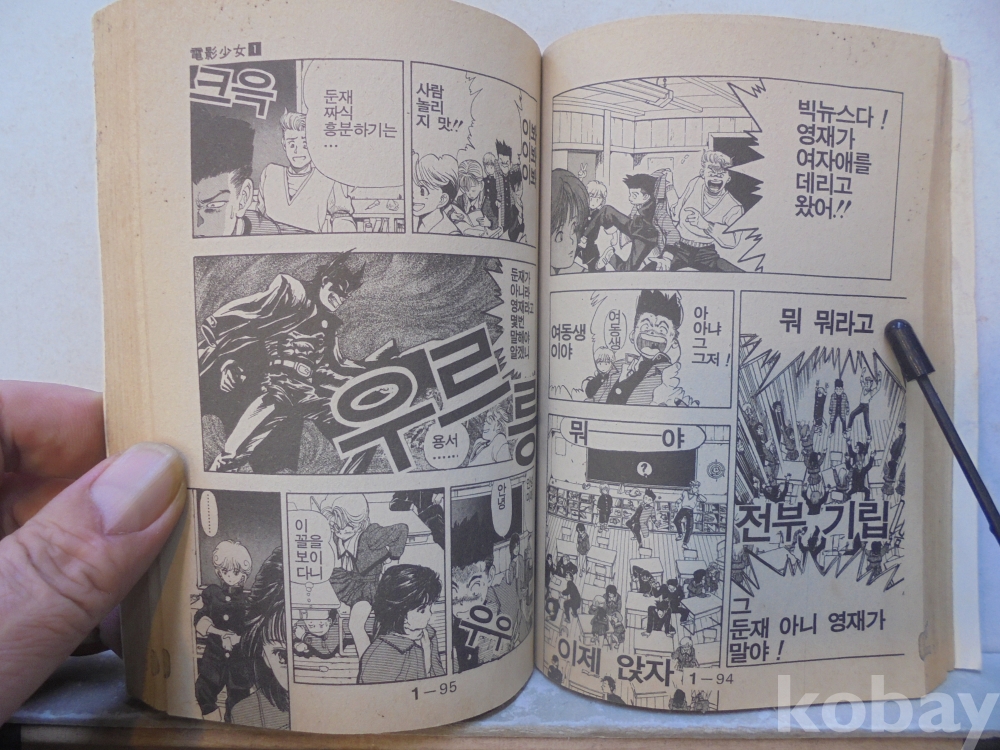 빅뉴스다 !
영재가
여자애를
데리고
왔어!!
뭐 뭐라고
전부 기립
그
둔재 아니 영재가
말야 !
아
아냐
그
그저 !
여동생
여동생
이야
뭐 야
?
이제 앉자
1－94
電影少女 1
사람
놀리
지 맛!!
둔재
짜식
흥분하기는
…
크윽
둔재가
아니라
영재라고
몇번
말해야
알겠니
우르릉
용서
……
안녕
우우
이
꼴을
보이
다니
1－95
kobay